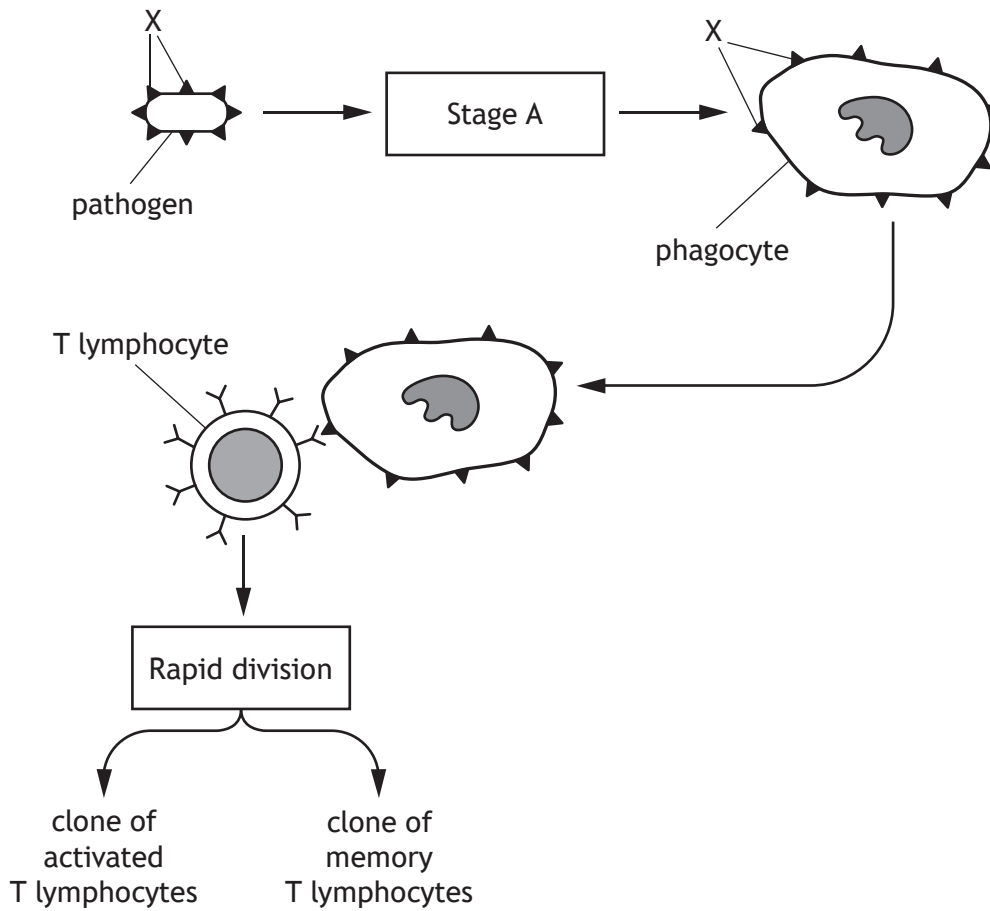 X
X
Stage A
pathogen
phagocyte
T lymphocyte
Rapid division
clone of
activated
T lymphocytes
clone of
memory
T lymphocytes